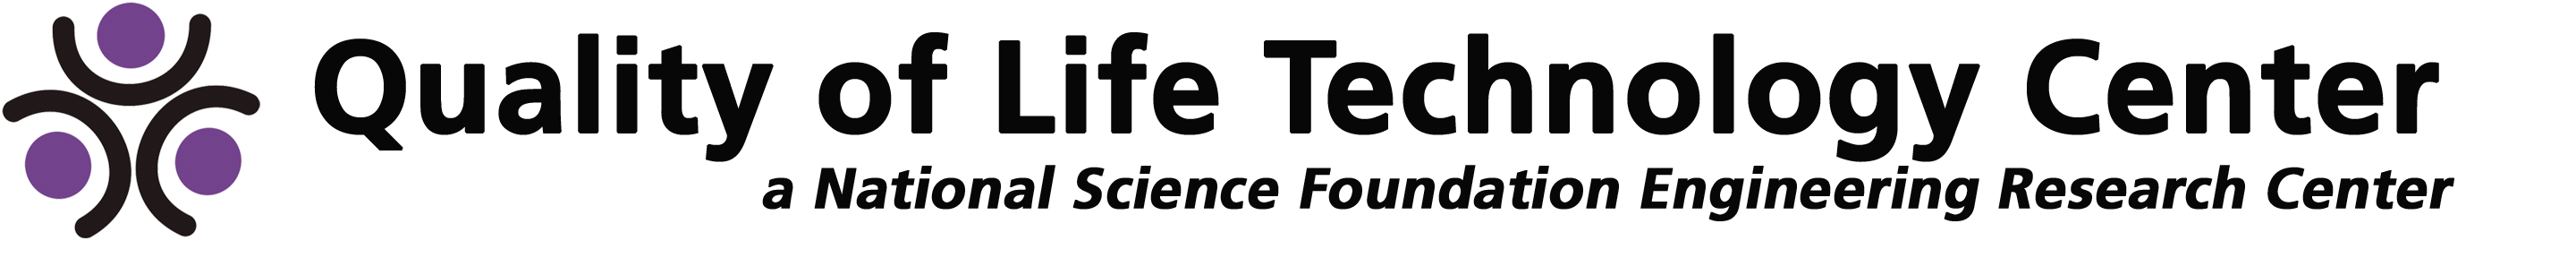 Quality of Life Technology Center
a National Science Foundation Engineering Research Center